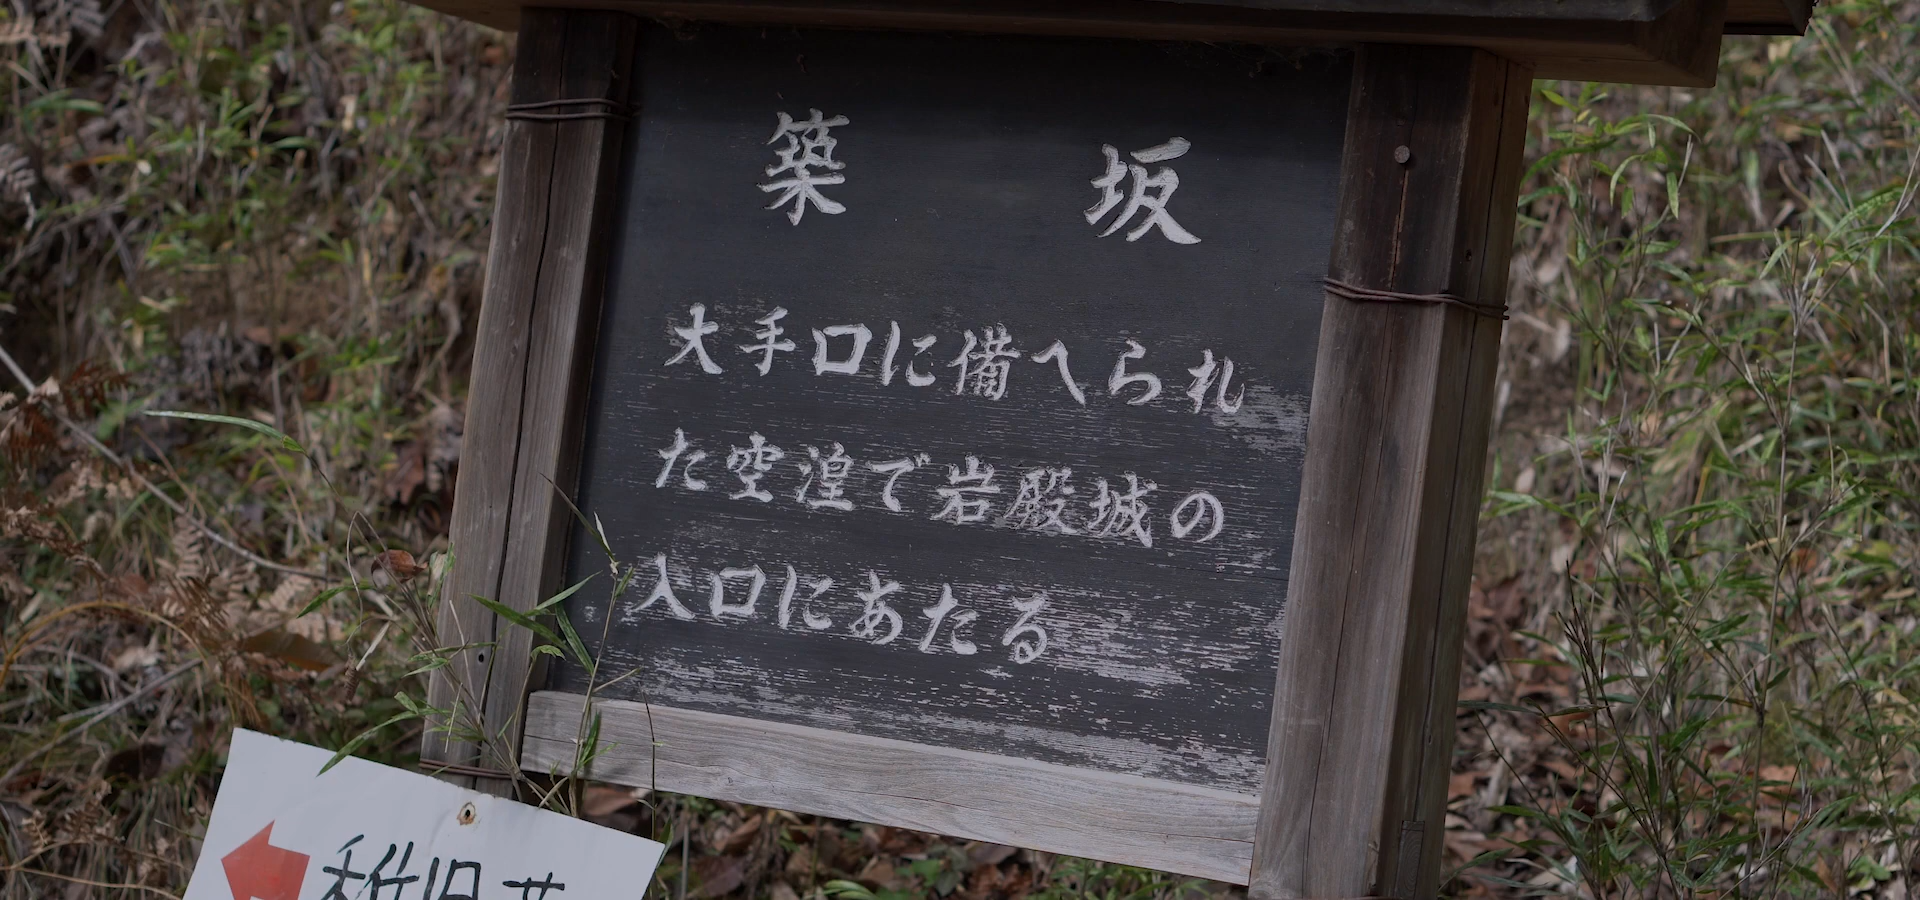 築坂
大手口に備へられ
た空湟で岩殿城の
入口にあたる